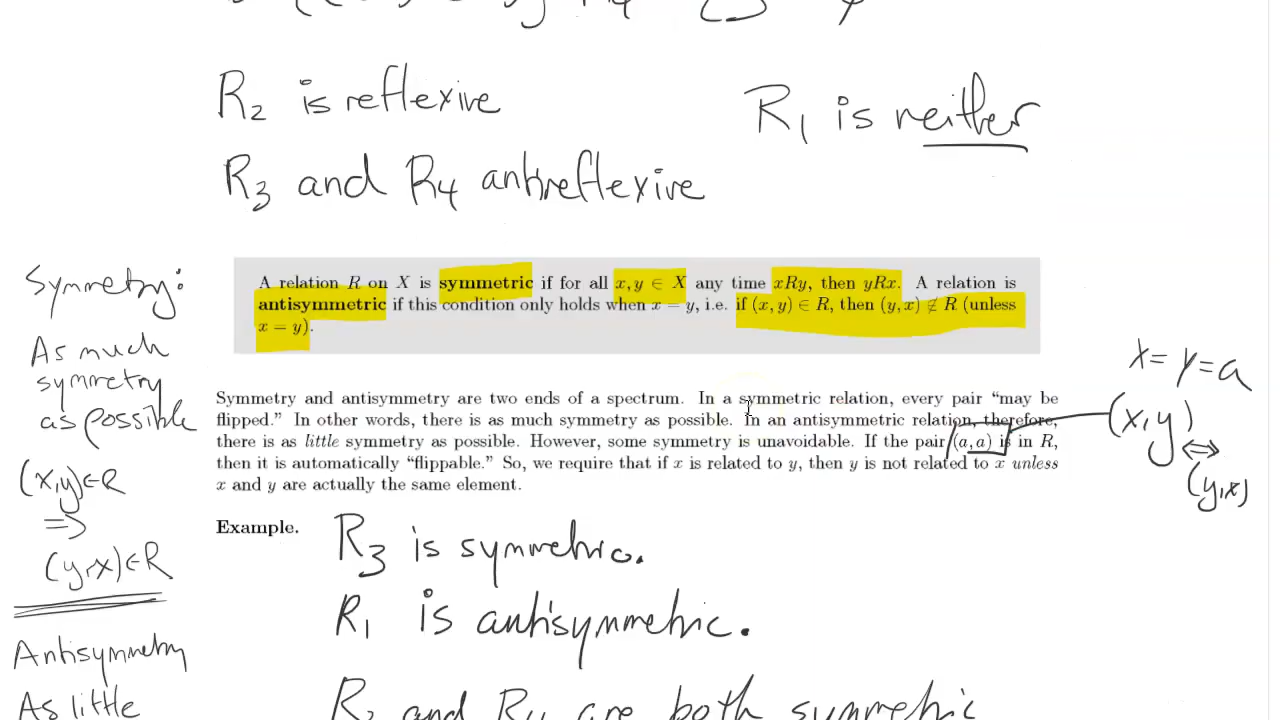 R2 is reflexive
R1 is neither
R3 and R4 antireflexive
A relation R on X is symmetric if for all x, y ∈ X any time xRy, then yRx. A relation is
antisymmetric if this condition only holds when x = y, i.e. if (x, y) ∈ R, then (y, x) ∉ R (unless
x = y).
Symmetry:
As much
symmetry
as possible
(x,y)∈R
⇒
(y,x)∈R
Antisymmetry
As little
Symmetry and antisymmetry are two ends of a spectrum. In a symmetric relation, every pair “may be
flipped.” In other words, there is as much symmetry as possible. In an antisymmetric relation, therefore,
there is as little symmetry as possible. However, some symmetry is unavoidable. If the pair (a, a) is in R,
then it is automatically “flippable.” So, we require that if x is related to y, then y is not related to x unless
x and y are actually the same element.
x = y = a
(x,y)
⇔
(y,x)
Example.
R3 is symmetric.
R1 is antisymmetric.
R2 and R4 are both symmetric